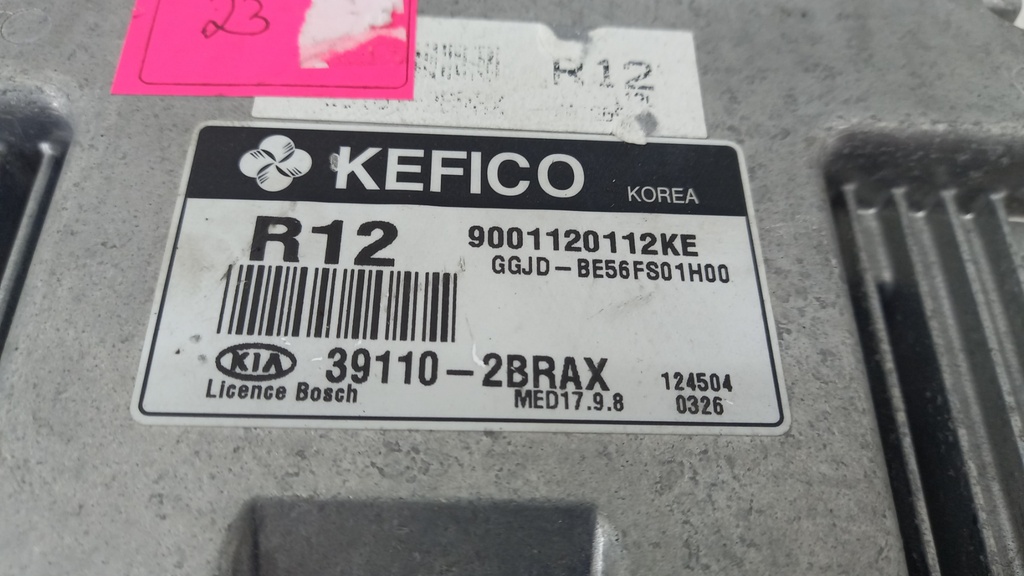 23
R12
KEFICO KOREA
R12 9001120112KE
GGJD-BE56FS01H00
KIA 39110-2BRAX 124504
Licence Bosch MED17.9.8 0326